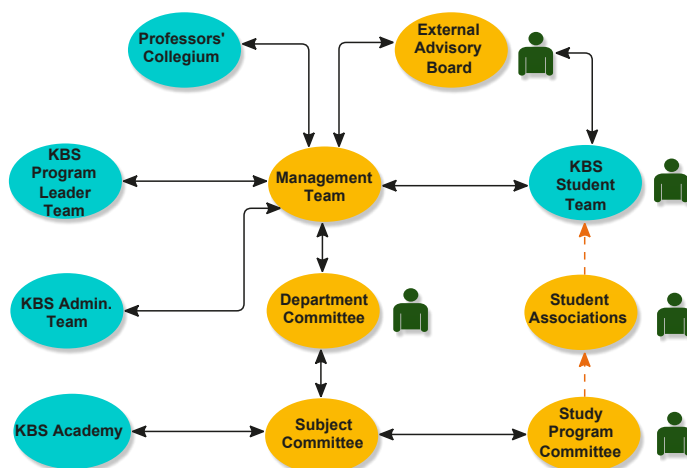 Professors'
Collegium
External
Advisory
Board
KBS
Program
Leader
Team
Management
Team
KBS
Student
Team
KBS Admin.
Team
Department
Committee
Student
Associations
KBS Academy
Subject
Committee
Study
Program
Committee